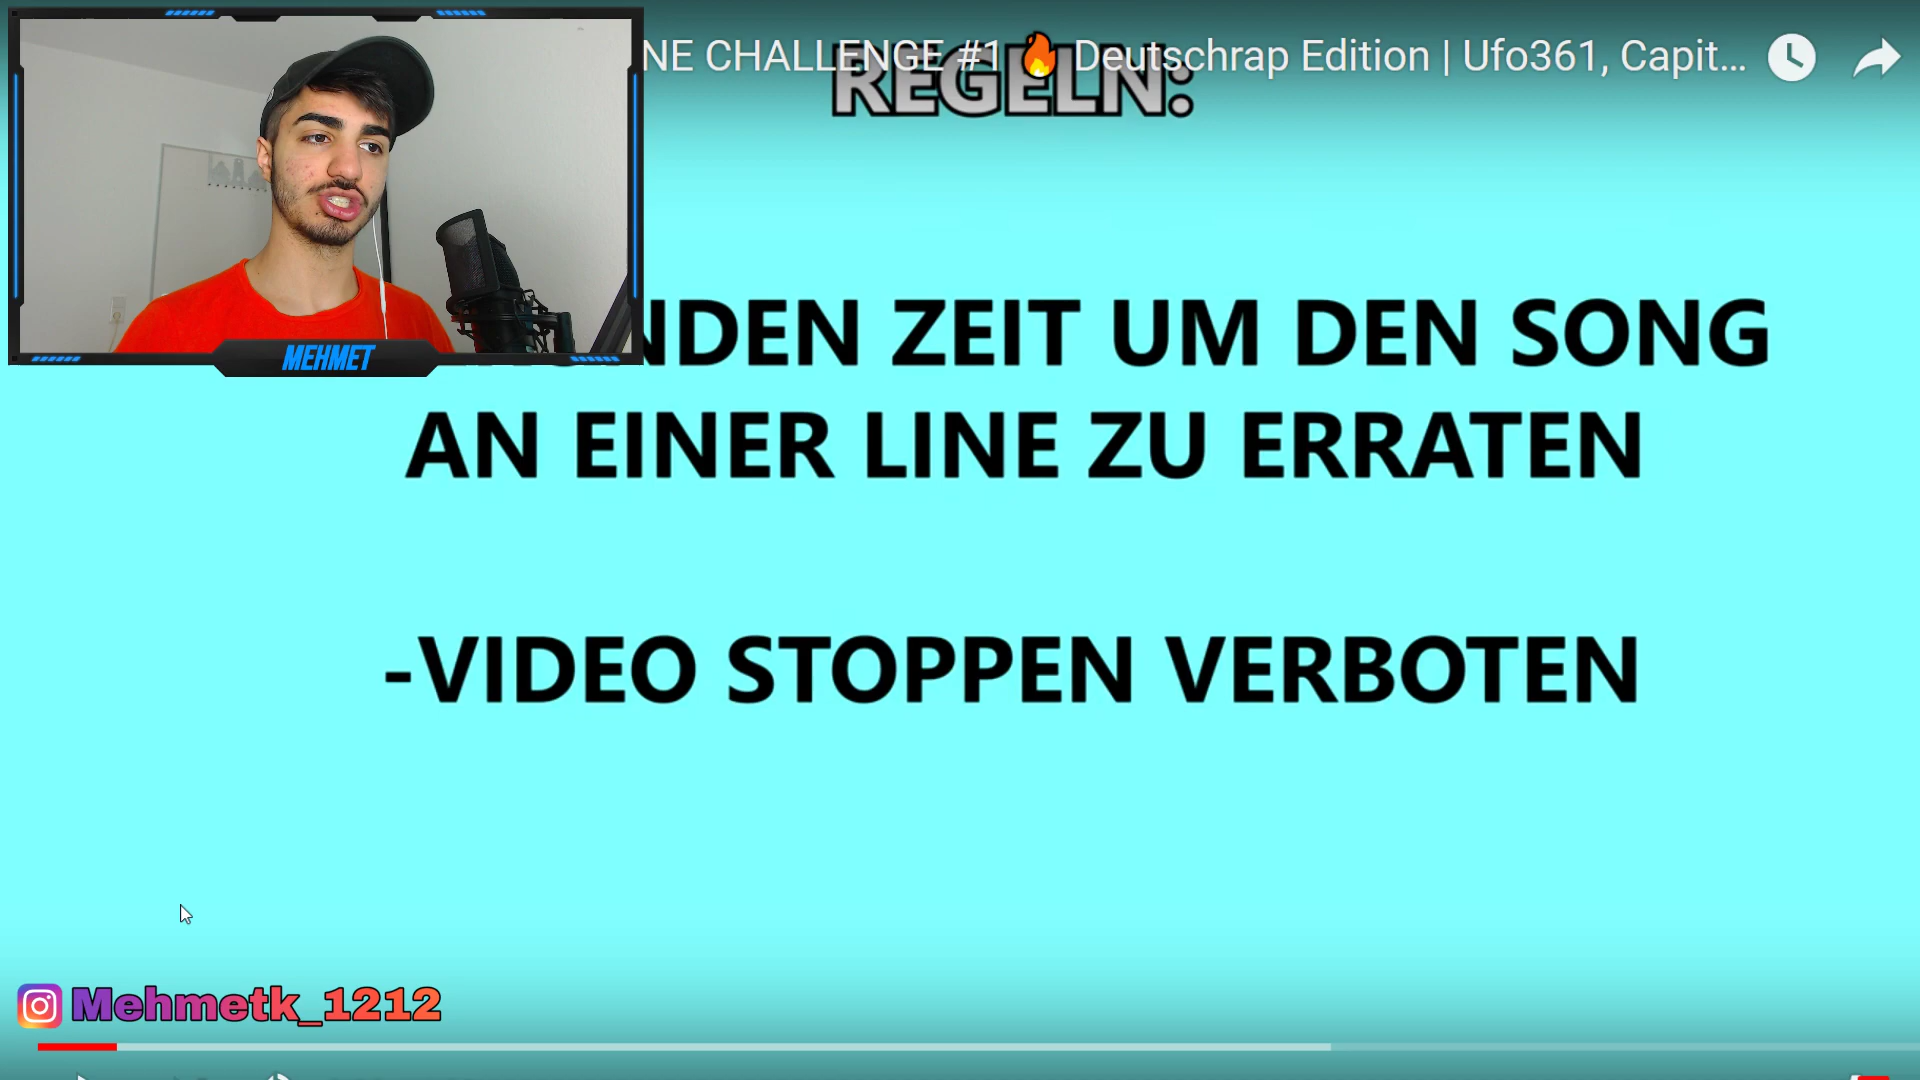 NE CHALLENGE #1 🔥 Deutschrap Edition | Ufo361, Capit...
REGELN:
ZEIT UM DEN SONG
AN EINER LINE ZU ERRATEN
-VIDEO STOPPEN VERBOTEN
MEHMET
Mehmetk_1212